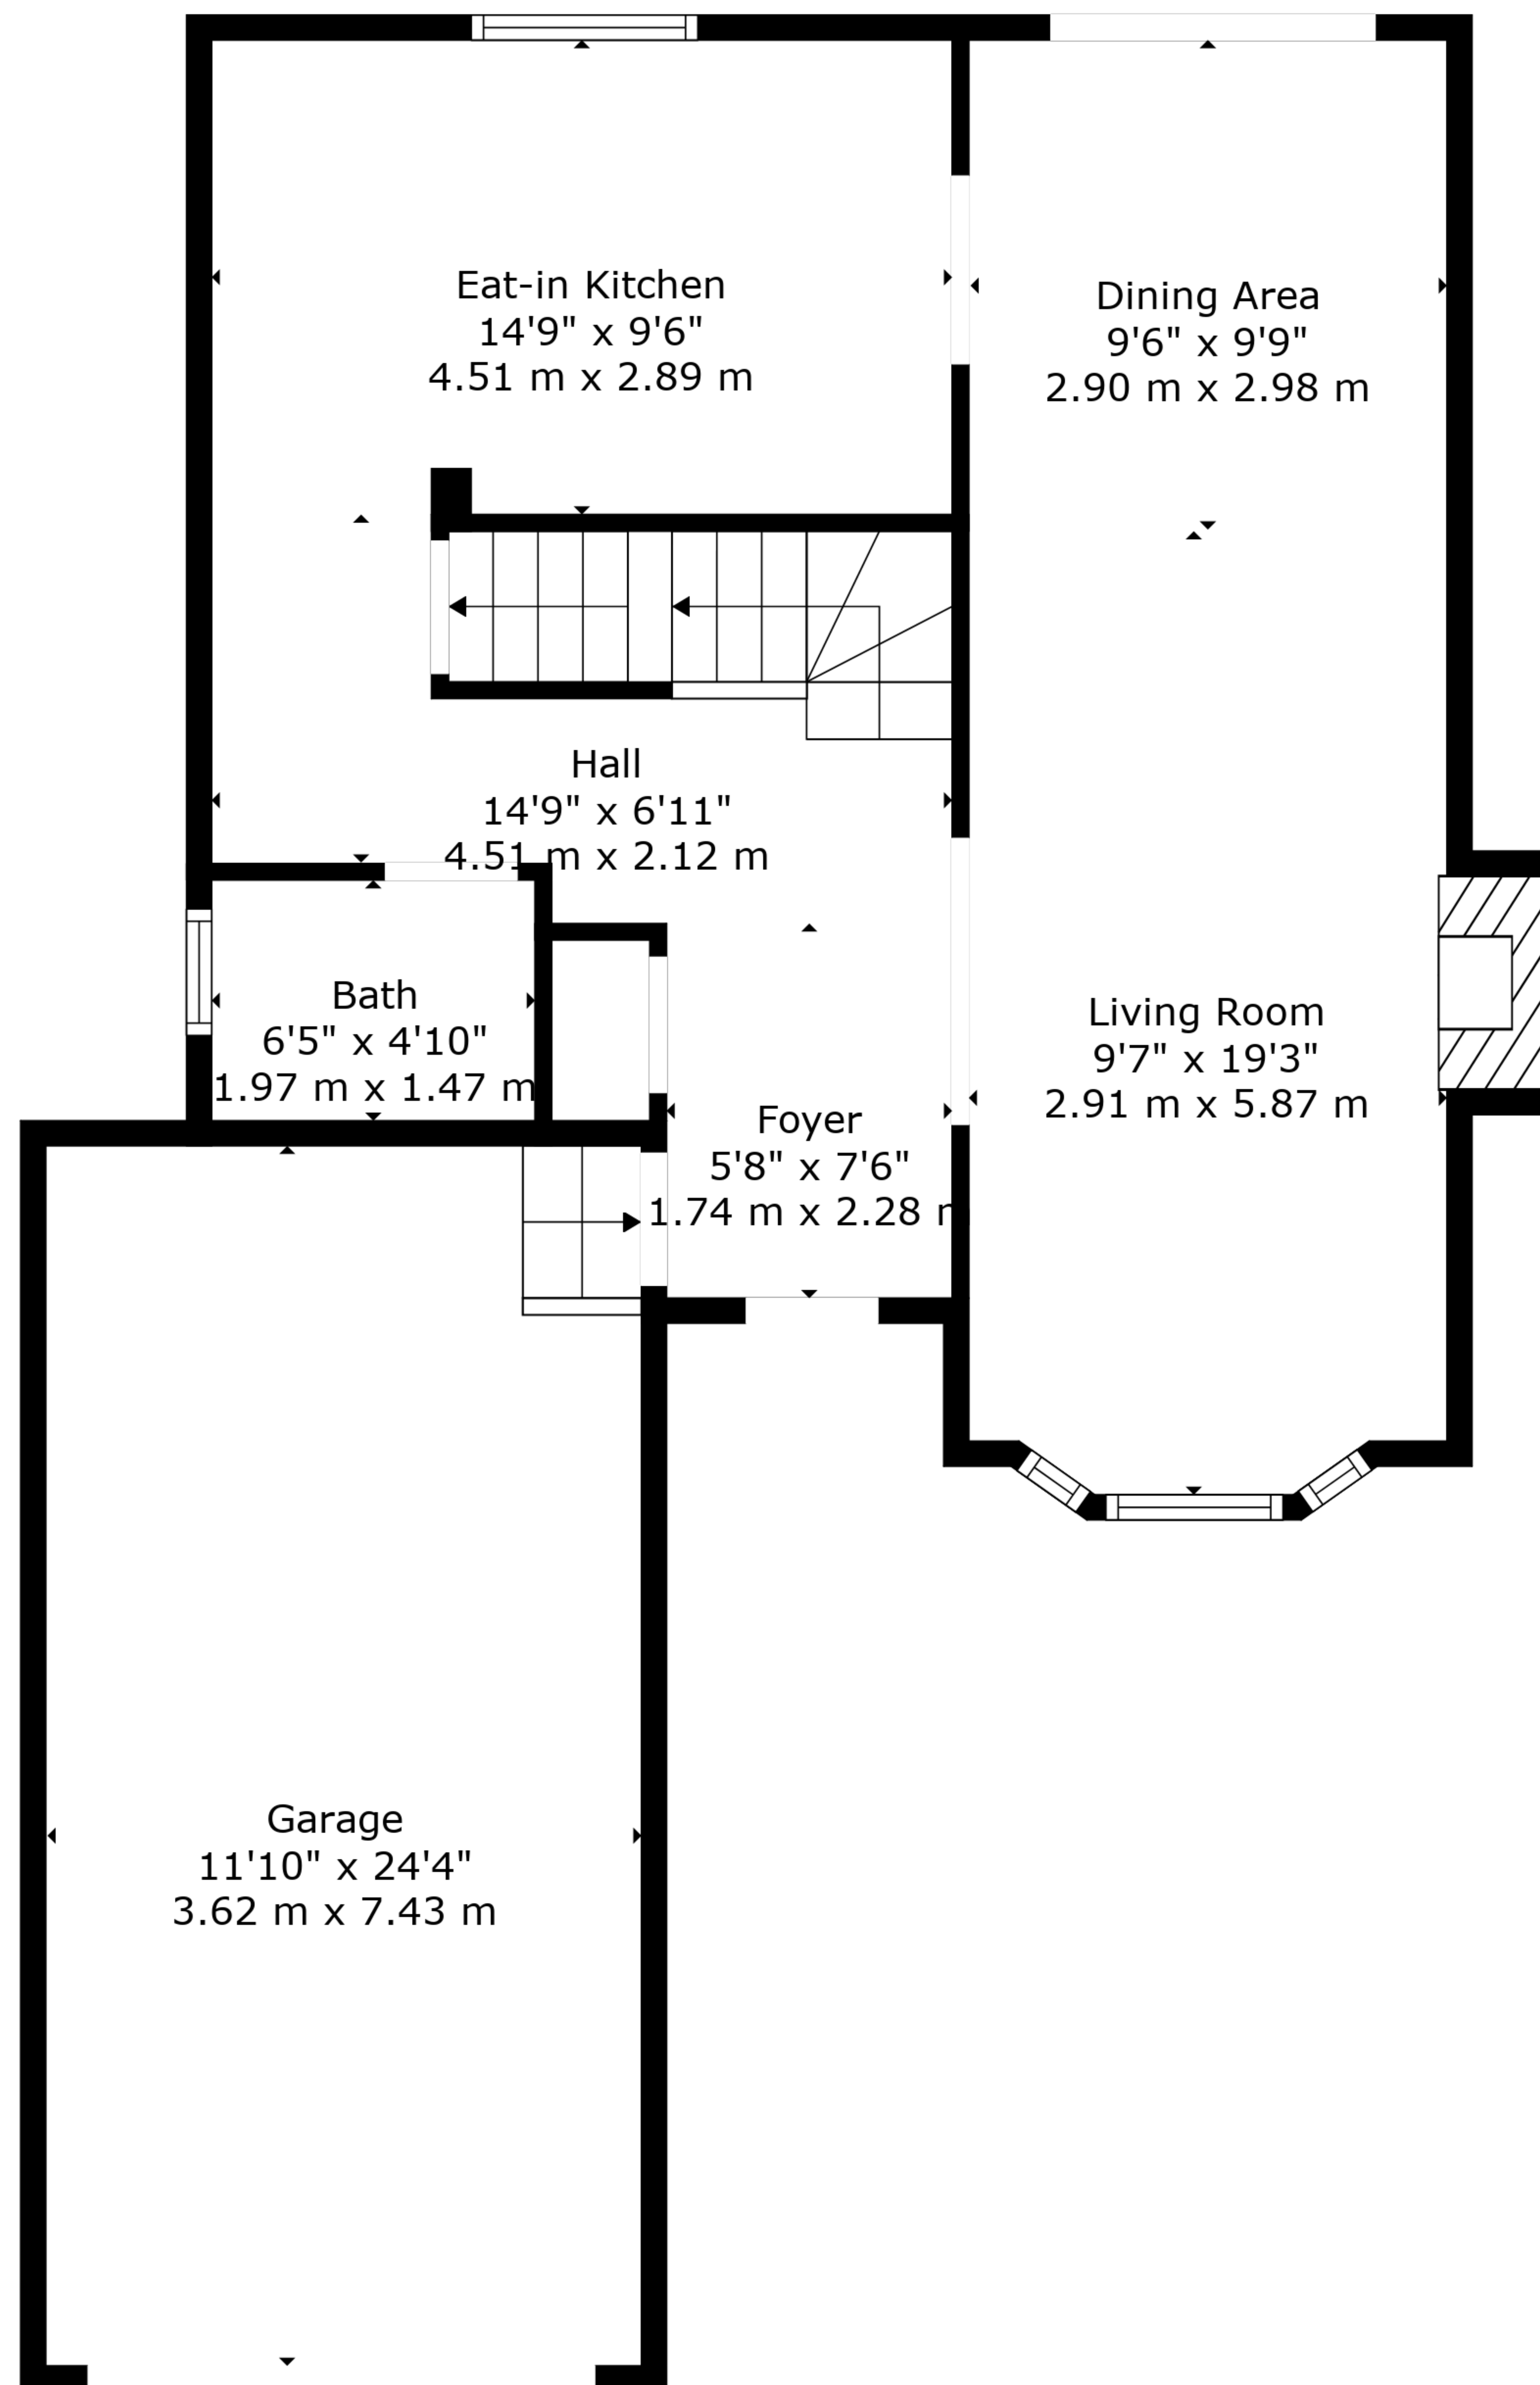 Eat-in Kitchen
14'9" x 9'6"
4.51 m x 2.89 m
Dining Area
9'6" x 9'9"
2.90 m x 2.98 m
Hall
14'9" x 6'11"
4.51 m x 2.12 m
Bath
6'5" x 4'10"
1.97 m x 1.47 m
Living Room
9'7" x 19'3"
2.91 m x 5.87 m
Foyer
5'8" x 7'6"
1.74 m x 2.28 m
Garage
11'10" x 24'4"
3.62 m x 7.43 m